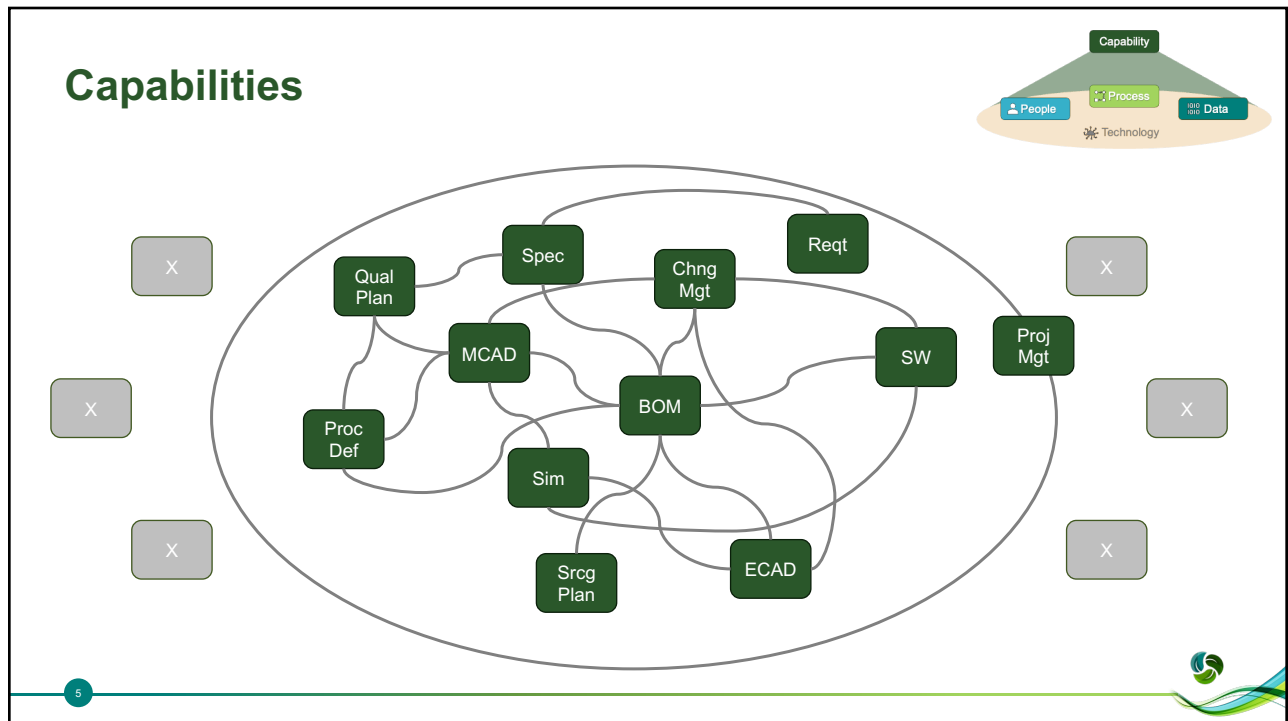 Capabilities
Capability
People
Process
1010
1010
Data
Technology
X
Qual
Plan
Spec
Chng
Mgt
Reqt
X
MCAD
SW
Proj
Mgt
X
Proc
Def
BOM
X
Sim
X
Srcg
Plan
ECAD
X
5